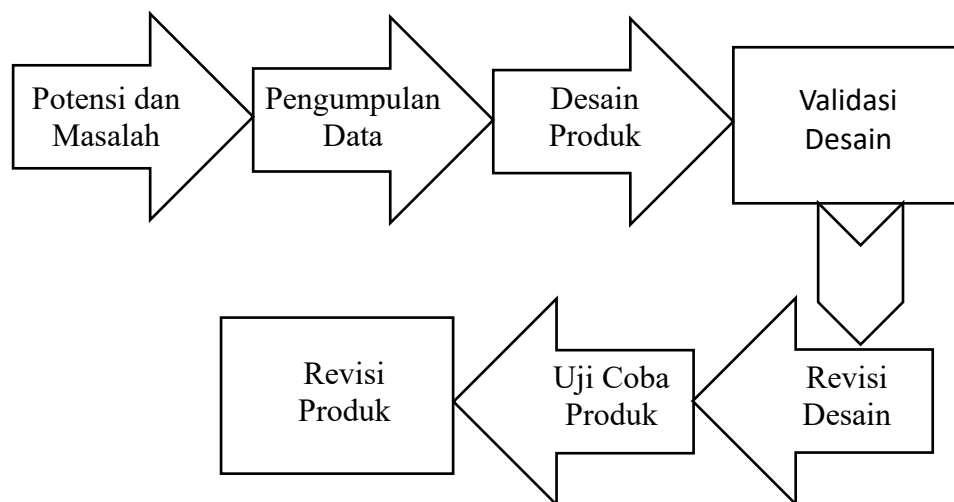 Potensi dan
Masalah
Pengumpulan
Data
Desain
Produk
Validasi
Desain
Revisi
Desain
Uji Coba
Produk
Revisi
Produk